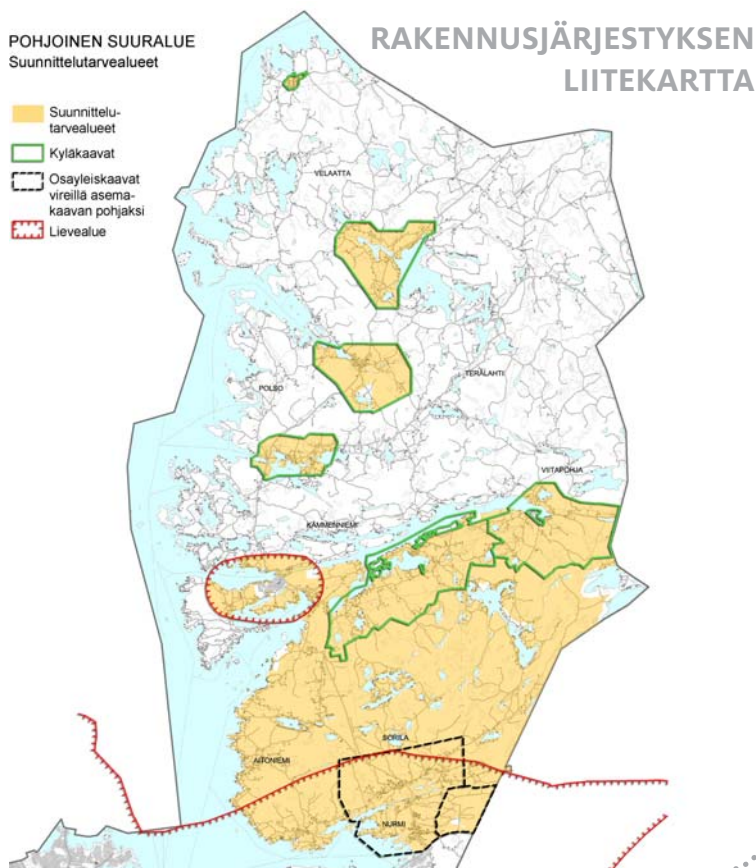 POHJOINEN SUURALUE
Suunnittelutarvealueet
RAKENNUSJÄRJESTYKSEN
LIITEKARTTA
Suunnittelu-
tarvealueet
Kyläkaavat
Osayleiskaavat
vireillä asema-
kaavan pohjaksi
Lievealue
VELAATTA
POLSO
TERÄLAHTI
VIITAPOHJA
KÄMMENNIEMI
SORILA
AITONIEMI
NURMI